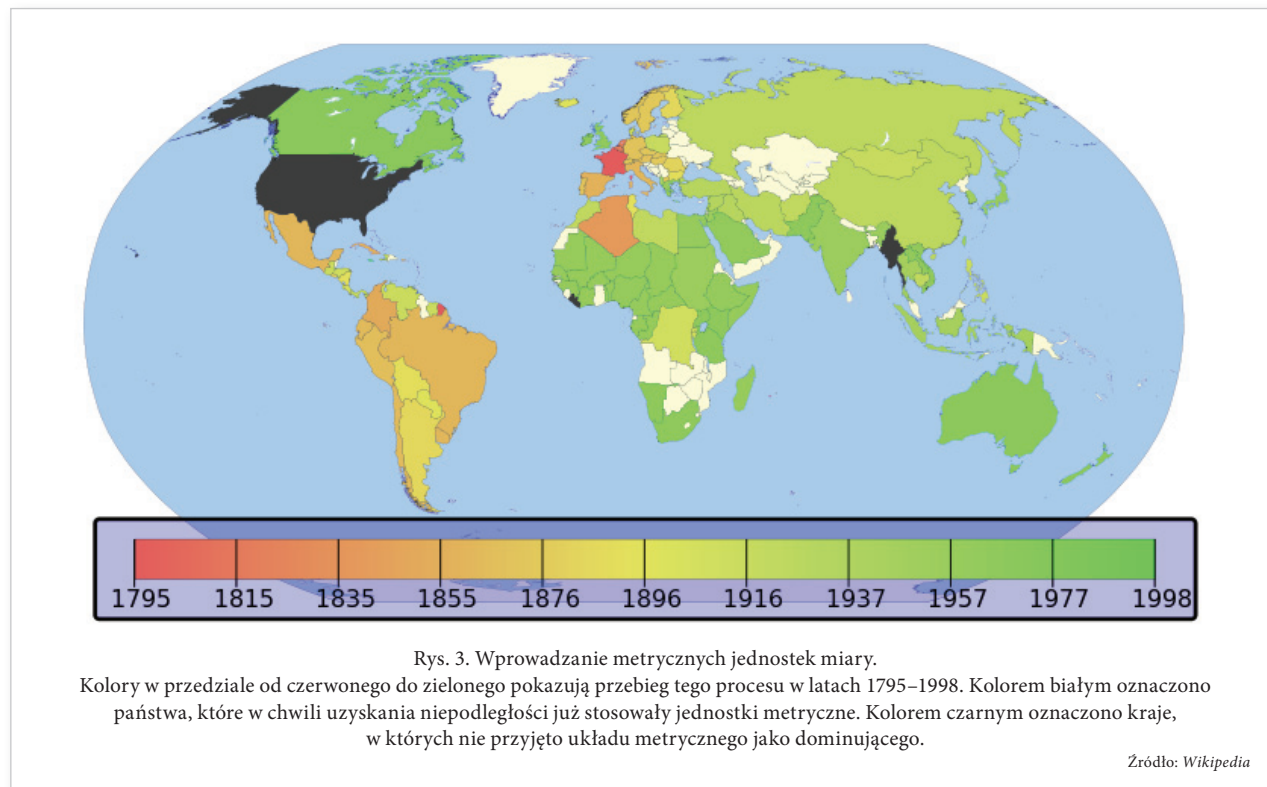 1795 1815 1835 1855 1876 1896 1916 1937 1957 1977 1998
Rys. 3. Wprowadzanie metrycznych jednostek miary.
Kolory w przedziale od czerwonego do zielonego pokazują przebieg tego procesu w latach 1795–1998. Kolorem białym oznaczono
państwa, które w chwili uzyskania niepodległości już stosowały jednostki metryczne. Kolorem czarnym oznaczono kraje,
w których nie przyjęto układu metrycznego jako dominującego.
Źródło: Wikipedia